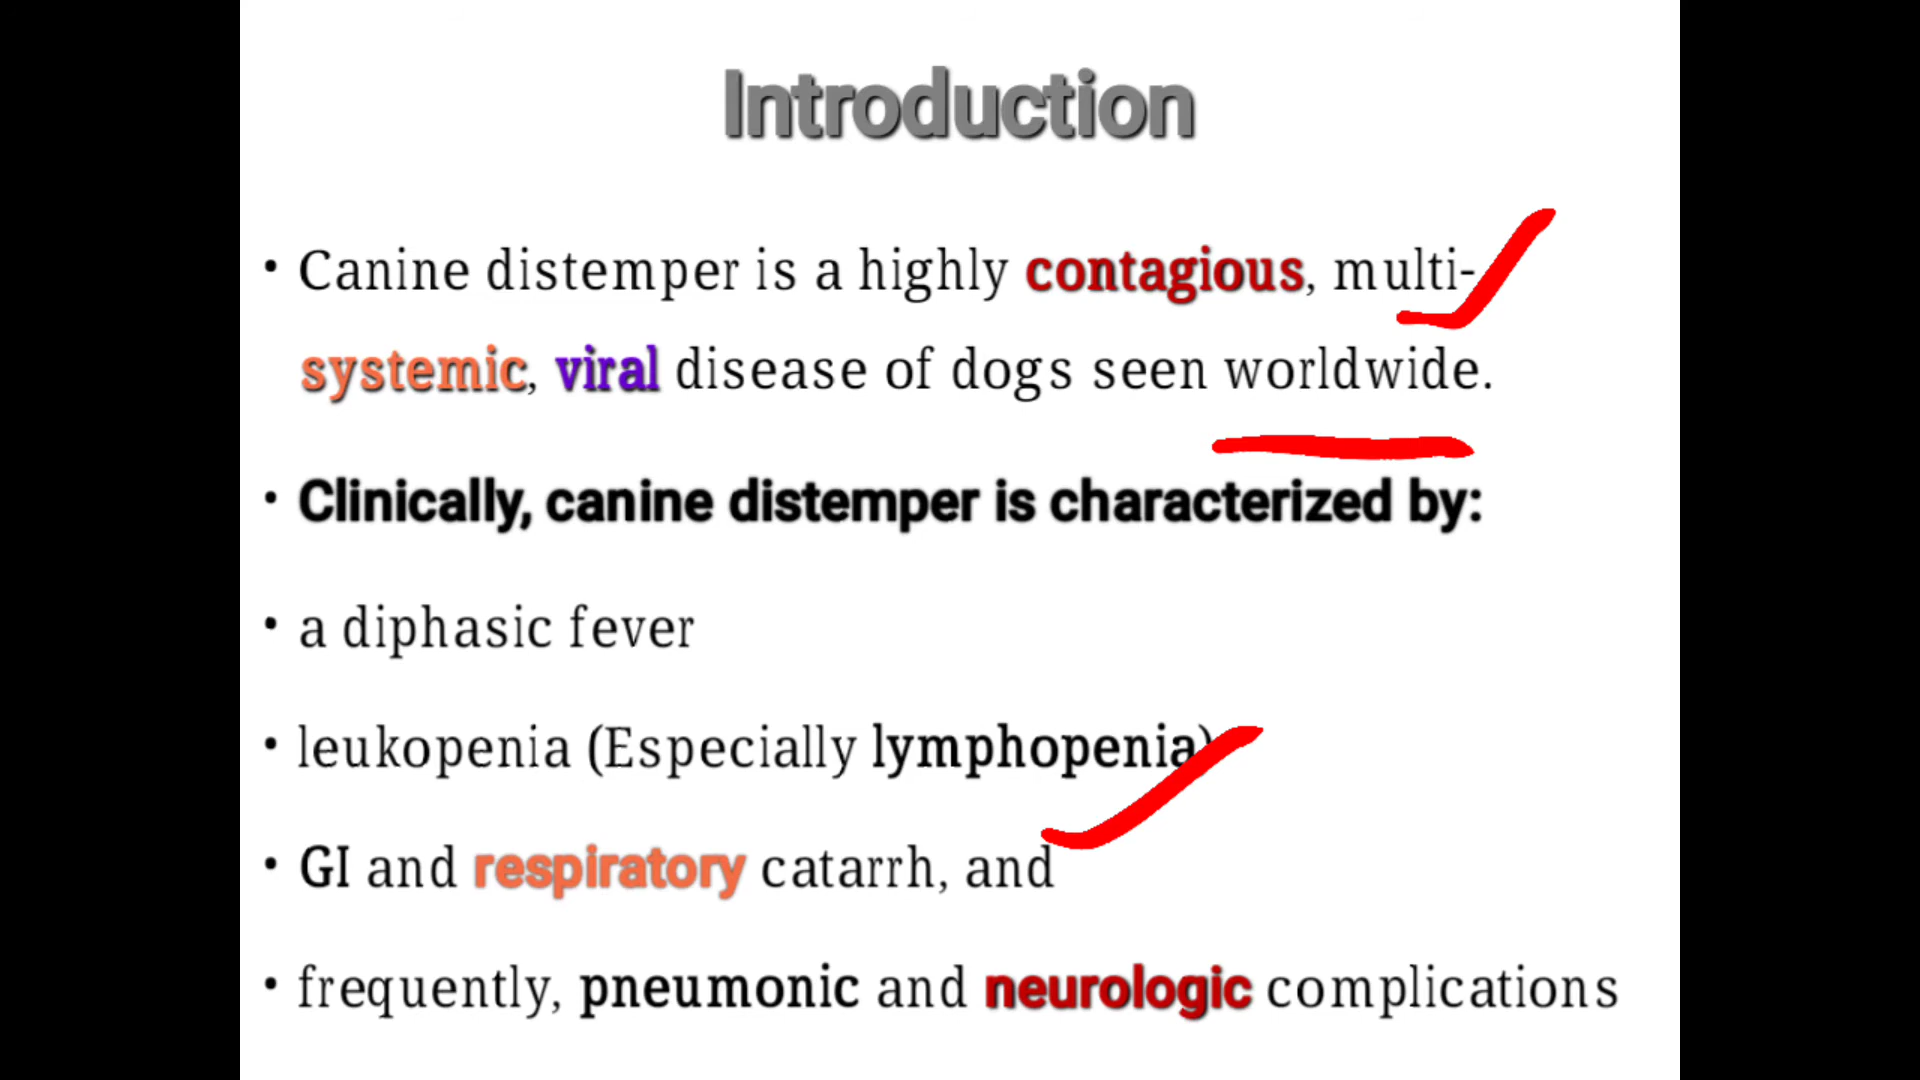 Introduction
• Canine distemper is a highly contagious, multi-
systemic, viral disease of dogs seen worldwide.
• Clinically, canine distemper is characterized by:
• a diphasic fever
• leukopenia (Especially lymphopenia)
• GI and respiratory catarrh, and
• frequently, pneumonic and neurologic complications